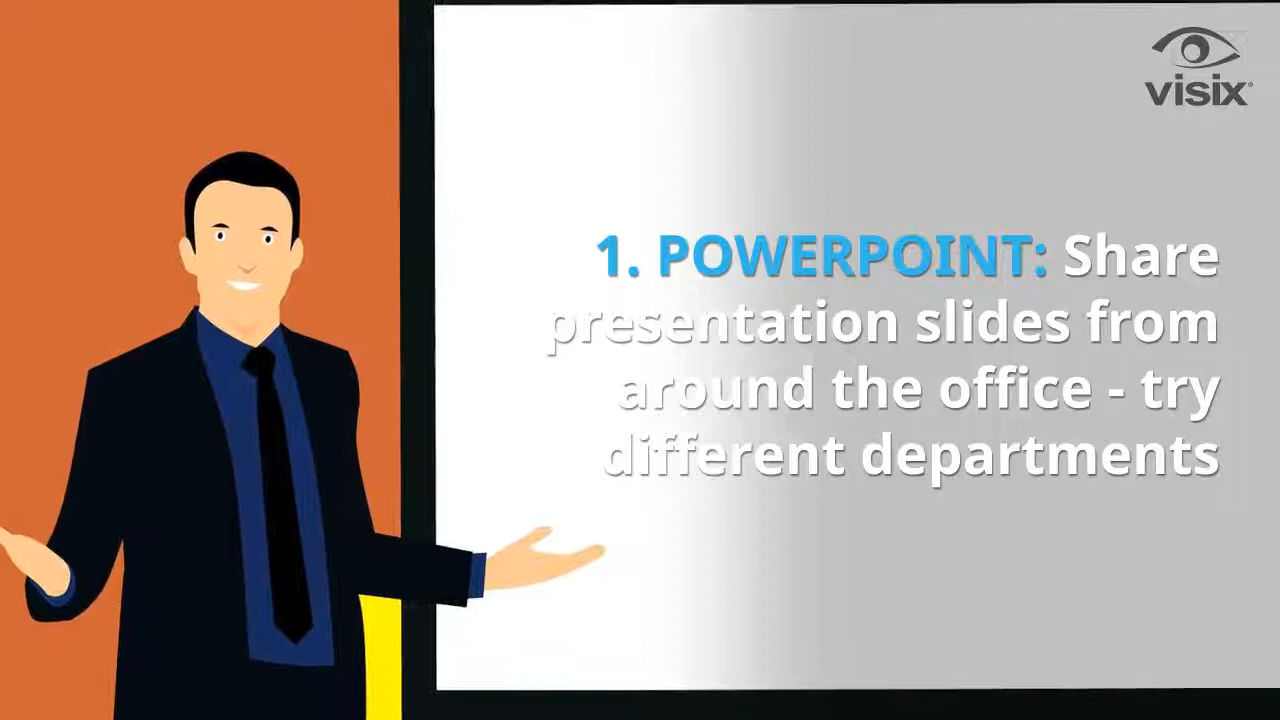 visix
1. POWERPOINT: Share
presentation slides from
around the office - try
different departments